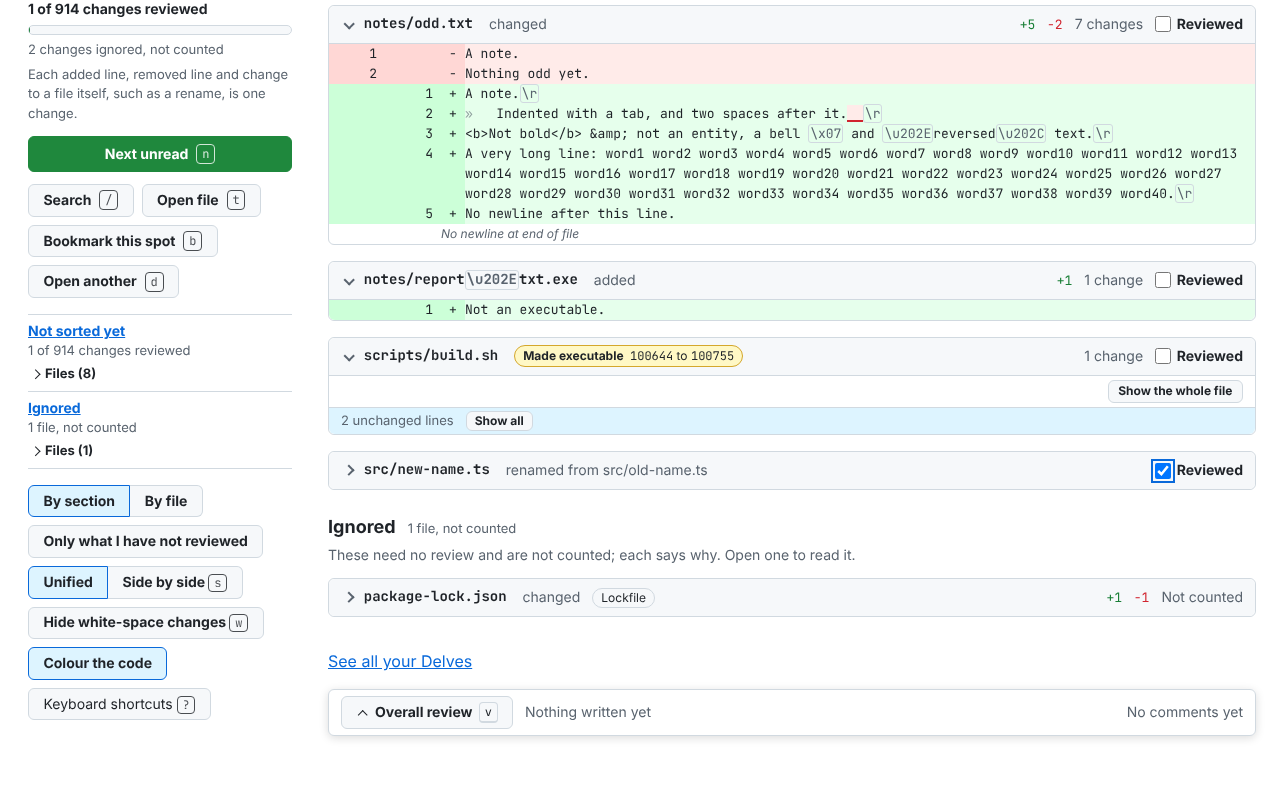 1 of 914 changes reviewed
2 changes ignored, not counted
Each added line, removed line and change
to a file itself, such as a rename, is one
change.
Next unread n
Search /
Open file t
Bookmark this spot b
Open another d
Not sorted yet
1 of 914 changes reviewed
Files (8)
Ignored
1 file, not counted
Files (1)
By section
By file
Only what I have not reviewed
Unified
Side by side s
Hide white-space changes w
Colour the code
Keyboard shortcuts ?
notes/odd.txt changed +5 -2 7 changes Reviewed
1 - A note.
2 - Nothing odd yet.
1 + A note.\r
2 + » Indented with a tab, and two spaces after it.  \r
3 + <b>Not bold</b> &amp; not an entity, a bell \x07 and \u202Ereversed\u202C text.\r
4 + A very long line: word1 word2 word3 word4 word5 word6 word7 word8 word9 word10 word11 word12 word13
word14 word15 word16 word17 word18 word19 word20 word21 word22 word23 word24 word25 word26 word27
word28 word29 word30 word31 word32 word33 word34 word35 word36 word37 word38 word39 word40.\r
5 + No newline after this line.
No newline at end of file
notes/report\u202Etxt.exe added +1 1 change Reviewed
1 + Not an executable.
scripts/build.sh Made executable 100644 to 100755 1 change Reviewed
Show the whole file
2 unchanged lines Show all
src/new-name.ts renamed from src/old-name.ts Reviewed
Ignored 1 file, not counted
These need no review and are not counted; each says why. Open one to read it.
package-lock.json changed Lockfile +1 -1 Not counted
See all your Delves
Overall review v Nothing written yet No comments yet